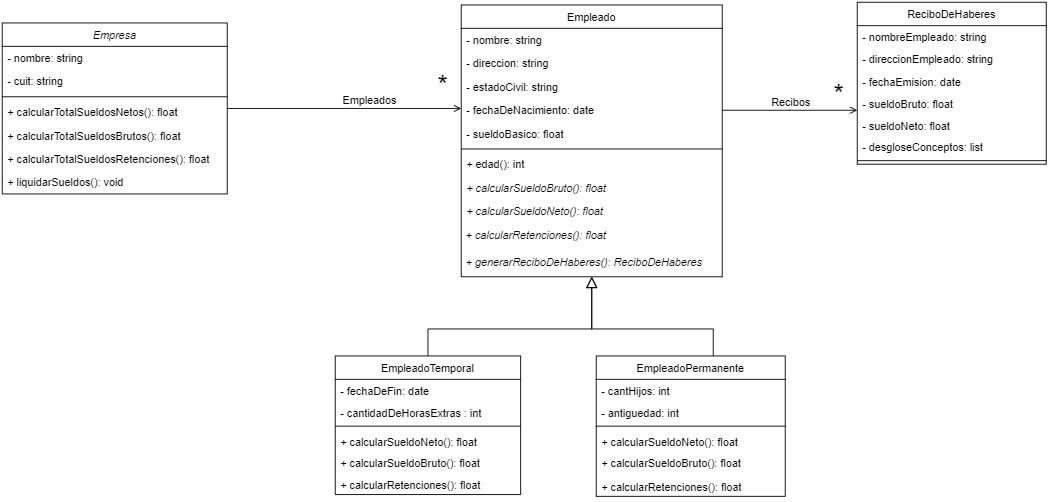 Empresa
- nombre: string
- cuit: string
+ calcularTotalSueldosNetos(): float
+ calcularTotalSueldosBrutos(): float
+ calcularTotalSueldosRetenciones(): float
+ liquidarSueldos(): void
Empleados
*
Empleado
- nombre: string
- direccion: string
- estadoCivil: string
- fechaDeNacimiento: date
- sueldoBasico: float
+ edad(): int
+ calcularSueldoBruto(): float
+ calcularSueldoNeto(): float
+ calcularRetenciones(): float
+ generarReciboDeHaberes(): ReciboDeHaberes
Recibos
*
ReciboDeHaberes
- nombreEmpleado: string
- direccionEmpleado: string
- fechaEmision: date
- sueldoBruto: float
- sueldoNeto: float
- desgloseConceptos: list
EmpleadoTemporal
- fechaDeFin: date
- cantidadDeHorasExtras : int
+ calcularSueldoNeto(): float
+ calcularSueldoBruto(): float
+ calcularRetenciones(): float
EmpleadoPermanente
- cantHijos: int
- antiguedad: int
+ calcularSueldoNeto(): float
+ calcularSueldoBruto(): float
+ calcularRetenciones(): float